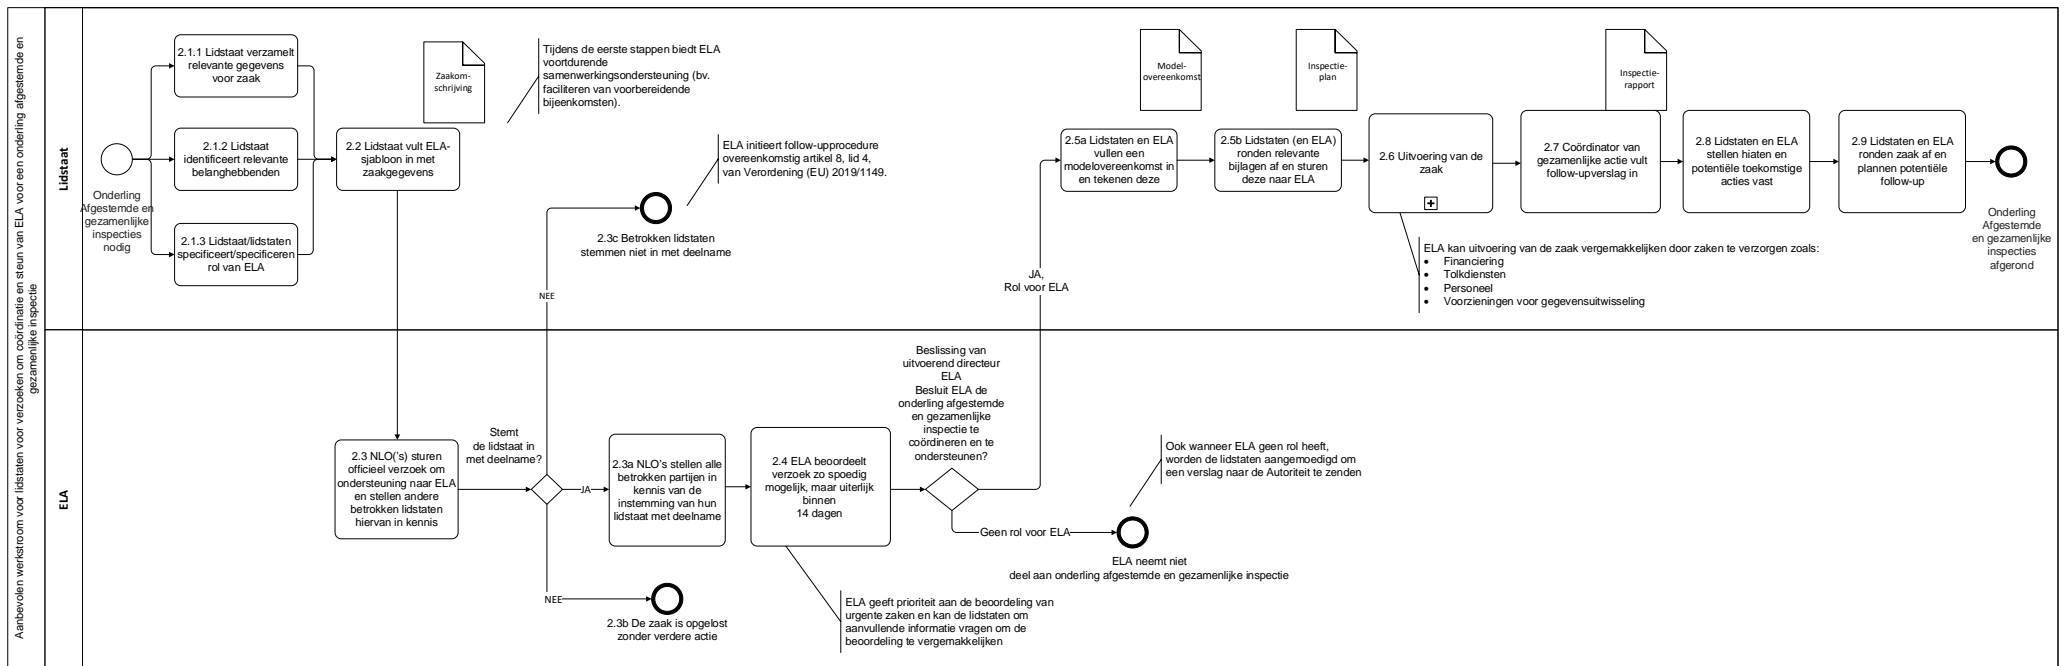 Aanbevolen werkstroom voor lidstaten voor verzoeken om coördinatie en steun van ELA voor een onderling afgestemde en
gezamenlijke inspectie
Lidstaat
Onderling
Afgestemde en
gezamenlijke
inspecties
nodig
2.1.1 Lidstaat verzamelt
relevante gegevens
voor zaak
2.1.2 Lidstaat
identificeert relevante
belanghebbenden
2.1.3 Lidstaat/lidstaten
specificeert/specificeren
rol van ELA
2.2 Lidstaat vult ELA-
sjabloon in met
zaakgegevens
Zaakom-
schrijving
Tijdens de eerste stappen biedt ELA
voortdurende
samenwerkingsondersteuning (bv.
faciliteren van voorbereidende
bijeenkomsten).
ELA initieert follow-upprocedure
overeenkomstig artikel 8, lid 4,
van Verordening (EU) 2019/1149.
2.3c Betrokken lidstaten
stemmen niet in met deelname
NEE
JA,
Rol voor ELA
Model-
overeenkomst
2.5a Lidstaten en ELA
vullen een
modelovereenkomst in
en tekenen deze
Inspectie-
plan
2.5b Lidstaten (en ELA)
ronden relevante
bijlagen af en sturen
deze naar ELA
2.6 Uitvoering van de
zaak
ELA kan uitvoering van de zaak vergemakkelijken door zaken te verzorgen zoals:
• Financiering
• Tolkdiensten
• Personeel
• Voorzieningen voor gegevensuitwisseling
Inspectie-
rapport
2.7 Coördinator van
gezamenlijke actie vult
follow-upverslag in
2.8 Lidstaten en ELA
stellen hiaten en
potentiële toekomstige
acties vast
2.9 Lidstaten en ELA
ronden zaak af en
plannen potentiële
follow-up
Onderling
Afgestemde
en gezamenlijke
inspecties
afgerond
ELA
2.3 NLO('s) sturen
officieel verzoek om
ondersteuning naar ELA
en stellen andere
betrokken lidstaten
hiervan in kennis
Stemt
de lidstaat in
met deelname?
JA
NEE
2.3b De zaak is opgelost
zonder verdere actie
2.3a NLO's stellen alle
betrokken partijen in
kennis van de
instemming van hun
lidstaat met deelname
2.4 ELA beoordeelt
verzoek zo spoedig
mogelijk, maar uiterlijk
binnen
14 dagen
ELA geeft prioriteit aan de beoordeling van
urgente zaken en kan de lidstaten om
aanvullende informatie vragen om de
beoordeling te vergemakkelijken
Beslissing van
uitvoerend directeur
ELA
Besluit ELA de
onderling afgestemde
en gezamenlijke
inspectie te
coördineren en te
ondersteunen?
Geen rol voor ELA
Ook wanneer ELA geen rol heeft,
worden de lidstaten aangemoedigd om
een verslag naar de Autoriteit te zenden
ELA neemt niet
deel aan onderling afgestemde en gezamenlijke inspectie